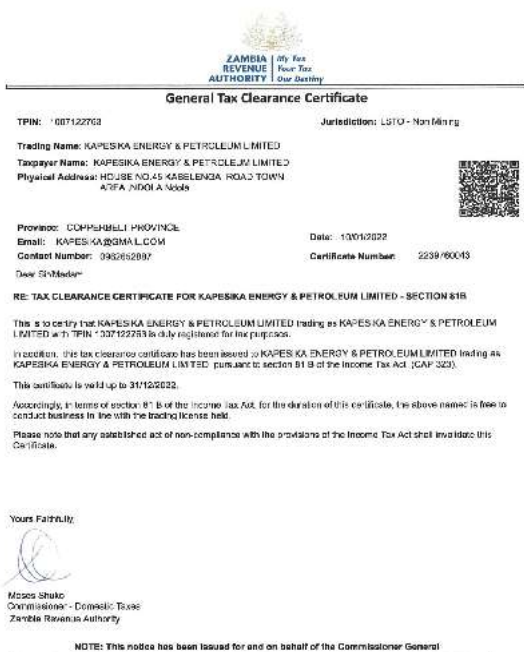 ZAMBIA My Tax
REVENUE Your Tax
AUTHORITY Our Destiny
General Tax Clearance Certificate
TPIN: 1007122763
Jurisdiction: LSTO - Non Mining
Trading Name: KAPESIKA ENERGY & PETROLEUM LIMITED
Taxpayer Name: KAPESIKA ENERGY & PETROLEUM LIMITED
Physical Address: HOUSE NO.45 KABELENGA ROAD TOWN
AREA ,NDOLA Ndola
Province: COPPERBELT PROVINCE
Email: KAPESIKA@GMAIL.COM
Date: 10/01/2022
Contact Number: 0962652887
Certificate Number: 2239760043
Dear Sir/Madam
RE: TAX CLEARANCE CERTIFICATE FOR KAPESIKA ENERGY & PETROLEUM LIMITED - SECTION 81B
This is to certify that KAPESIKA ENERGY & PETROLEUM LIMITED trading as KAPESIKA ENERGY & PETROLEUM
LIMITED with TPIN 1007122763 is duly registered for tax purposes.
In addition, this tax clearance certificate has been issued to KAPESIKA ENERGY & PETROLEUM LIMITED trading as
KAPESIKA ENERGY & PETROLEUM LIMITED pursuant to section 81 B of the Income Tax Act (CAP 323).
This certificate is valid up to 31/12/2022.
Accordingly, in terms of section 81 B of the Income Tax Act, for the duration of this certificate, the above named is free to
conduct business in line with the trading license held.
Please note that any established act of non-compliance with the provisions of the Income Tax Act shall invalidate this
Certificate.
Yours Faithfully,
Moses Shuko
Commissioner - Domestic Taxes
Zambia Revenue Authority
NOTE: This notice has been issued for and on behalf of the Commissioner General